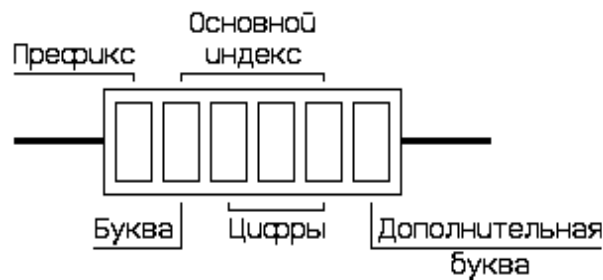 Основной
Префикс
индекс
Буква
Цифры
Дополнительная
буква